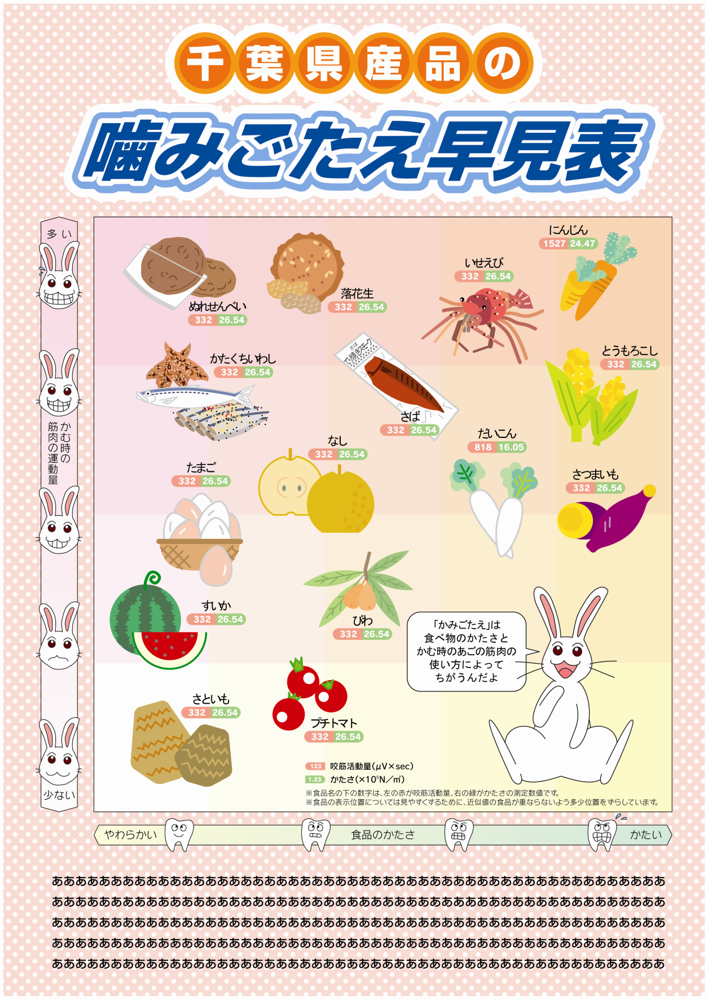 千葉県産品の
噛みごたえ早見表
多い
にんじん
1527 24.47
いせえび
332 26.54
落花生
332 26.54
ぬれせんべい
332 26.54
さば
てり焼きスモーク
かたくちいわし
332 26.54
とうもろこし
332 26.54
さば
332 26.54
かむ時の
筋肉の運動量
なし
332 26.54
だいこん
818 16.05
たまご
332 26.54
さつまいも
332 26.54
すいか
332 26.54
びわ
332 26.54
「かみごたえ」は
食べ物のかたさと
かむ時のあごの筋肉の
使い方によって
ちがうんだよ
さといも
332 26.54
プチトマト
332 26.54
123 咬筋活動量(μV×sec)
1.23 かたさ(×10⁵N／㎡)
※食品名の下の数字は、左の赤が咬筋活動量、右の緑がかたさの測定数値です。
※食品の表示位置については見やすくするために、近似値の食品が重ならないよう多少位置をずらしています。
少ない
やわらかい 食品のかたさ かたい
ああああああああああああああああああああああああああああああああああああああああああああああああああああ
ああああああああああああああああああああああああああああああああああああああああああああああああああああ
ああああああああああああああああああああああああああああああああああああああああああああああああああああ
ああああああああああああああああああああああああああああああああああああああああああああああああああああ
ああああああああああああああああああああああああああああああああああああああああああああああああああああ